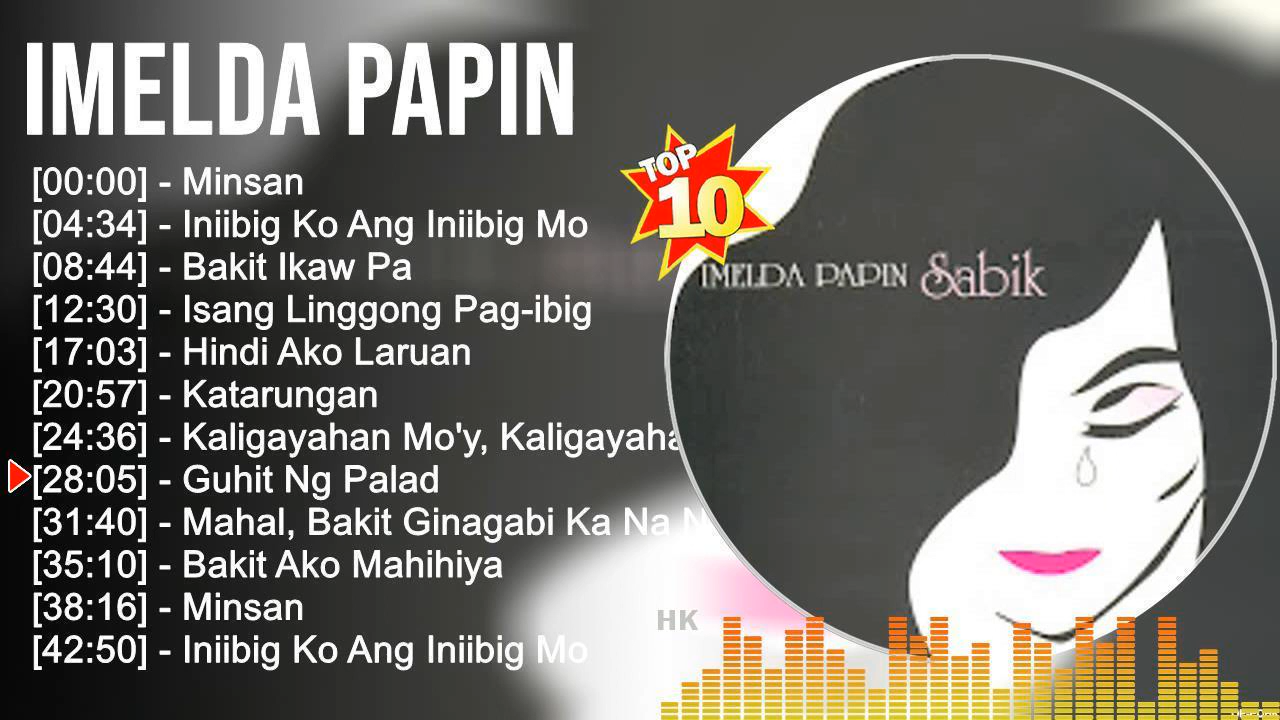 IMELDA PAPIN
[00:00] - Minsan
[04:34] - Iniibig Ko Ang Iniibig Mo
[08:44] - Bakit Ikaw Pa
[12:30] - Isang Linggong Pag-ibig
[17:03] - Hindi Ako Laruan
[20:57] - Katarungan
[24:36] - Kaligayahan Mo'y, Kaligayaha
[28:05] - Guhit Ng Palad
[31:40] - Mahal, Bakit Ginagabi Ka Na N
[35:10] - Bakit Ako Mahihiya
[38:16] - Minsan
[42:50] - Iniibig Ko Ang Iniibig Mo
TOP
10
IMELDA PAPIN Sabik
HK